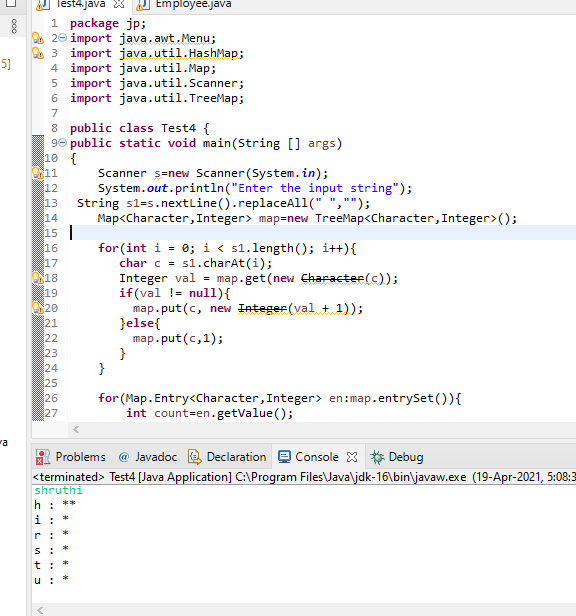 Test4.java Employee.java
5]
1 package jp;
2 import java.awt.Menu;
3 import java.util.HashMap;
4 import java.util.Map;
5 import java.util.Scanner;
6 import java.util.TreeMap;
7
8 public class Test4 {
9 public static void main(String [] args)
10 {
11 Scanner s=new Scanner(System.in);
12 System.out.println("Enter the input string");
13 String s1=s.nextLine().replaceAll(" ","");
14 Map<Character,Integer> map=new TreeMap<Character,Integer>();
15
16 for(int i = 0; i < s1.length(); i++){
17 char c = s1.charAt(i);
18 Integer val = map.get(new Character(c));
19 if(val != null){
20 map.put(c, new Integer(val + 1));
21 }else{
22 map.put(c,1);
23 }
24 }
25
26 for(Map.Entry<Character,Integer> en:map.entrySet()){
27 int count=en.getValue();
va
Problems @ Javadoc Declaration Console Debug
<terminated> Test4 [Java Application] C:\Program Files\Java\jdk-16\bin\javaw.exe (19-Apr-2021, 5:08:3
shruthi
h : **
i : *
r : *
s : *
t : *
u : *